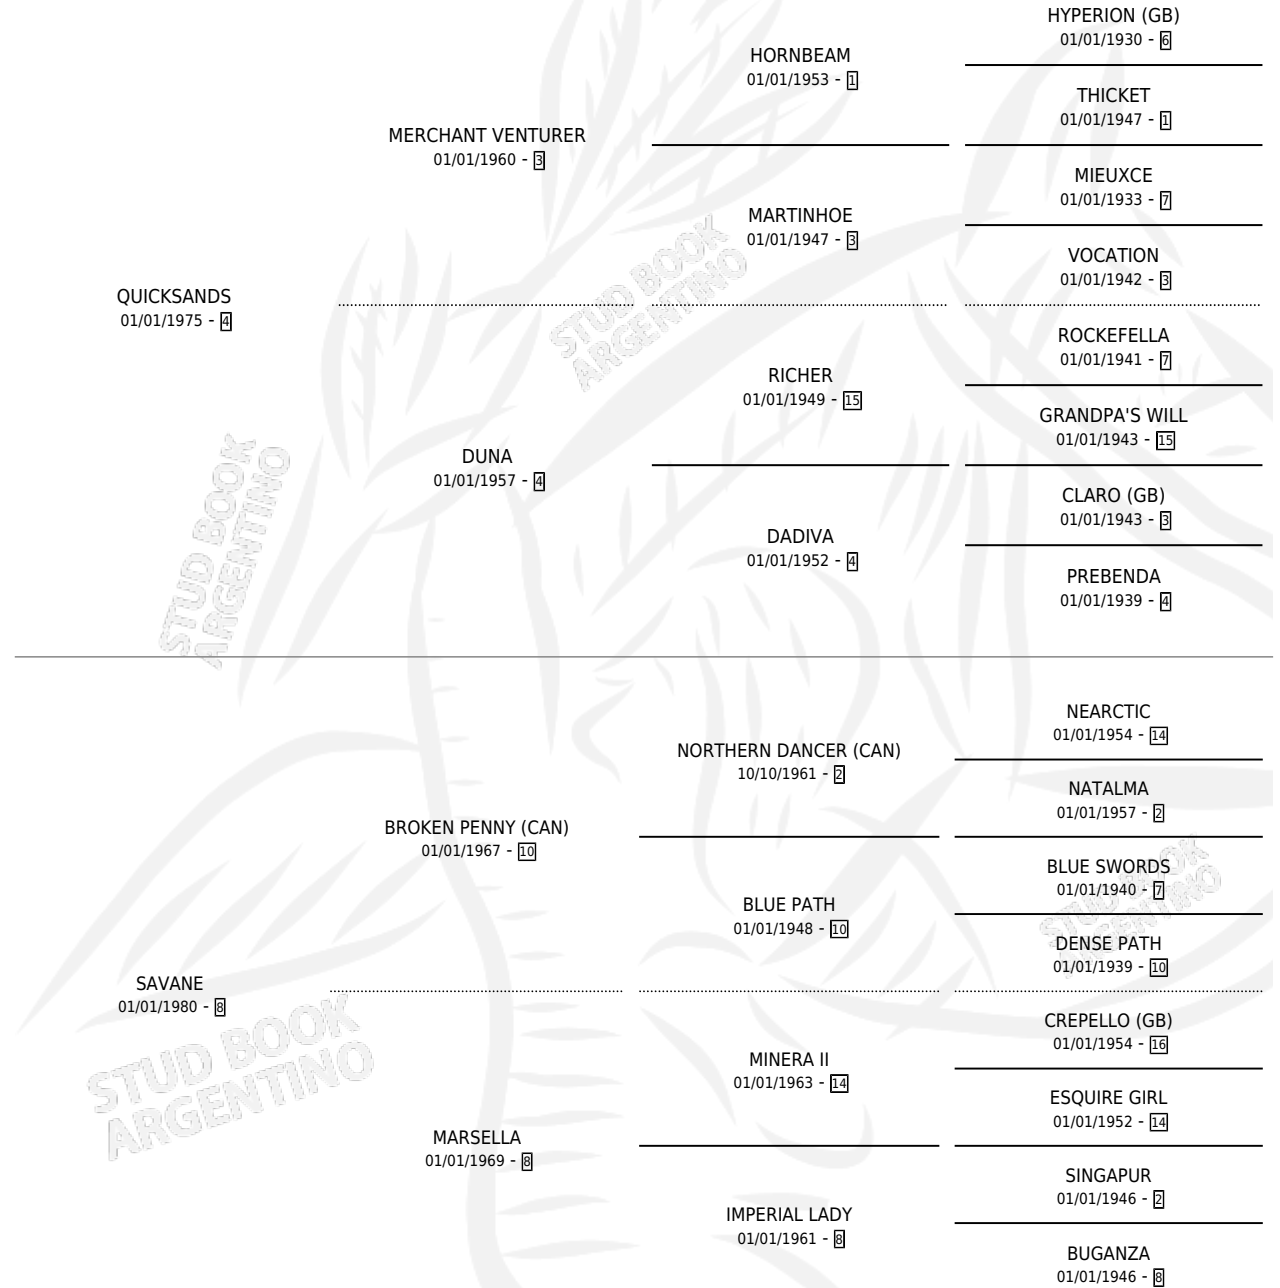 HYPERION (GB)
01/01/1930 - 6
HORNBEAM
01/01/1953 - 1
THICKET
01/01/1947 - 1
MERCHANT VENTURER
01/01/1960 - 3
MIEUXCE
01/01/1933 - 7
MARTINHOE
01/01/1947 - 3
VOCATION
01/01/1942 - 3
QUICKSANDS
01/01/1975 - 4
ROCKEFELLA
01/01/1941 - 7
RICHER
01/01/1949 - 15
GRANDPA'S WILL
01/01/1943 - 15
DUNA
01/01/1957 - 4
CLARO (GB)
01/01/1943 - 3
DADIVA
01/01/1952 - 4
PREBENDA
01/01/1939 - 4
STUD BOOK
ARGENTINO
STUD BOOK
ARGENTINO
NEARCTIC
01/01/1954 - 14
NORTHERN DANCER (CAN)
10/10/1961 - 2
NATALMA
01/01/1957 - 2
BROKEN PENNY (CAN)
01/01/1967 - 10
BLUE SWORDS
01/01/1940 - 7
BLUE PATH
01/01/1948 - 10
DENSE PATH
01/01/1939 - 10
SAVANE
01/01/1980 - 8
CREPELLO (GB)
01/01/1954 - 16
MINERA II
01/01/1963 - 14
ESQUIRE GIRL
01/01/1952 - 14
MARSELLA
01/01/1969 - 8
SINGAPUR
01/01/1946 - 2
IMPERIAL LADY
01/01/1961 - 8
BUGANZA
01/01/1946 - 8
STUD BOOK
ARGENTINO
STUD BOOK
ARGENTINO